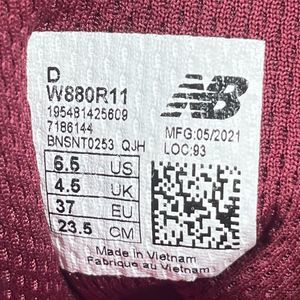 D
W880R11
195481425609
7186144
BNSNT0253 QJH
NB
MFG:05/2021
LOC:93
6.5 US
4.5 UK
37 EU
23.5 CM
Made in Vietnam
Fabriqué au Vietnam